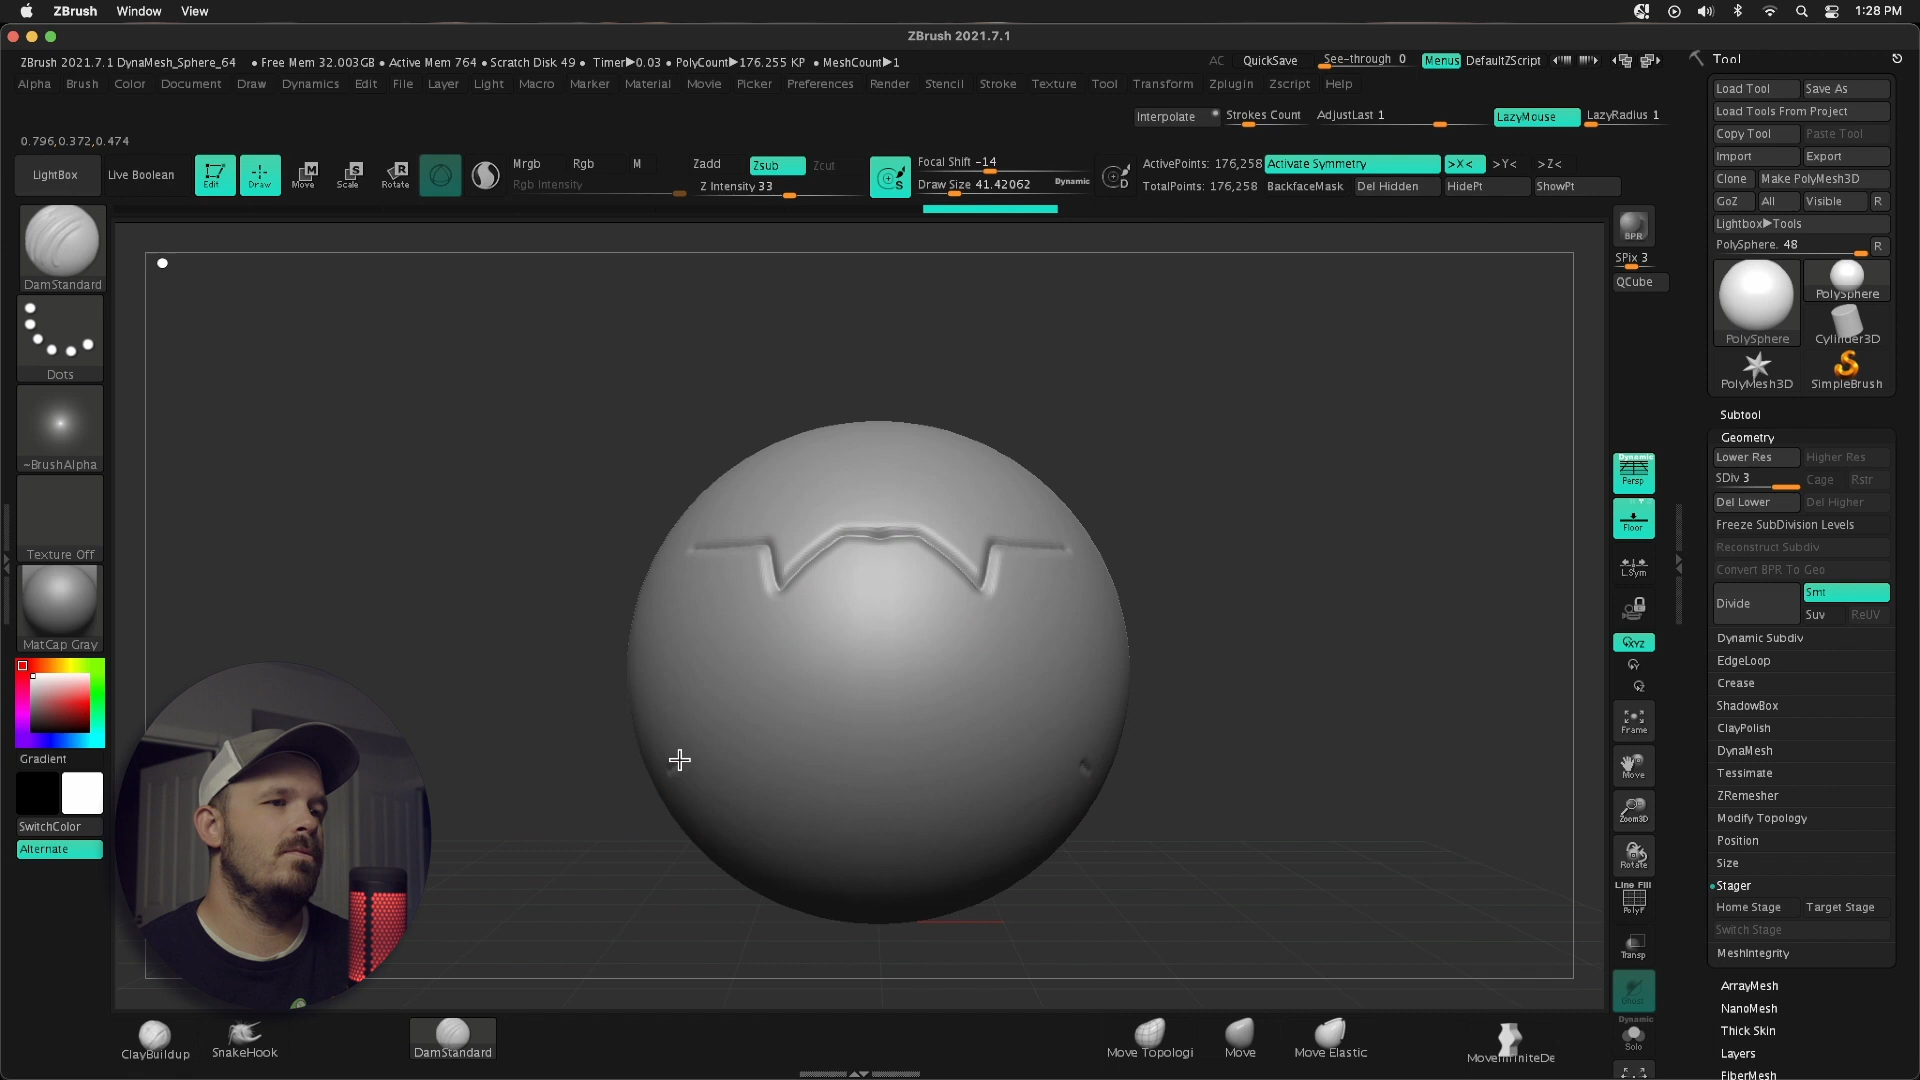 ZBrush Window View 1:28 PM
ZBrush 2021.7.1
ZBrush 2021.7.1 DynaMesh_Sphere_64 • Free Mem 32.003GB • Active Mem 764 • Scratch Disk 49 • Timer▶0.03 • PolyCount▶176.255 KP • MeshCount▶1 AC QuickSave See-through 0 Menus DefaultZScript
Alpha Brush Color Document Draw Dynamics Edit File Layer Light Macro Marker Material Movie Picker Preferences Render Stencil Stroke Texture Tool Transform Zplugin Zscript Help
Interpolate Strokes Count AdjustLast 1 LazyMouse LazyRadius 1
0.796,0.372,0.474
LightBox Live Boolean Edit Draw Move Scale Rotate
Mrgb Rgb M
Rgb Intensity
Zadd Zsub Zcut
Z Intensity 33
S
Focal Shift -14
Draw Size 41.42062 Dynamic
D
ActivePoints: 176,258 Activate Symmetry >X< >Y< >Z<
TotalPoints: 176,258 BackfaceMask Del Hidden HidePt ShowPt
DamStandard
Dots
~BrushAlpha
Texture Off
MatCap Gray
Gradient
SwitchColor
Alternate
BPR
SPix 3
QCube
Dynamic
Persp
Floor
L.Sym
XYZ
Y
Z
Frame
Move
Zoom3D
Rotate
Line Fill
PolyF
Transp
Ghost
Dynamic
Solo
Tool
Load Tool Save As
Load Tools From Project
Copy Tool Paste Tool
Import Export
Clone Make PolyMesh3D
GoZ All Visible R
Lightbox▶Tools
PolySphere. 48 R
PolySphere PolySphere
Cylinder3D
PolyMesh3D SimpleBrush
Subtool
Geometry
Lower Res Higher Res
SDiv 3 Cage Rstr
Del Lower Del Higher
Freeze SubDivision Levels
Reconstruct Subdiv
Convert BPR To Geo
Divide Smt
Suv ReUV
Dynamic Subdiv
EdgeLoop
Crease
ShadowBox
ClayPolish
DynaMesh
Tessimate
ZRemesher
Modify Topology
Position
Size
Stager
Home Stage Target Stage
Switch Stage
MeshIntegrity
ArrayMesh
NanoMesh
Thick Skin
Layers
FiberMesh
ClayBuildup SnakeHook DamStandard Move Topologi Move Move Elastic MoveInfiniteDe